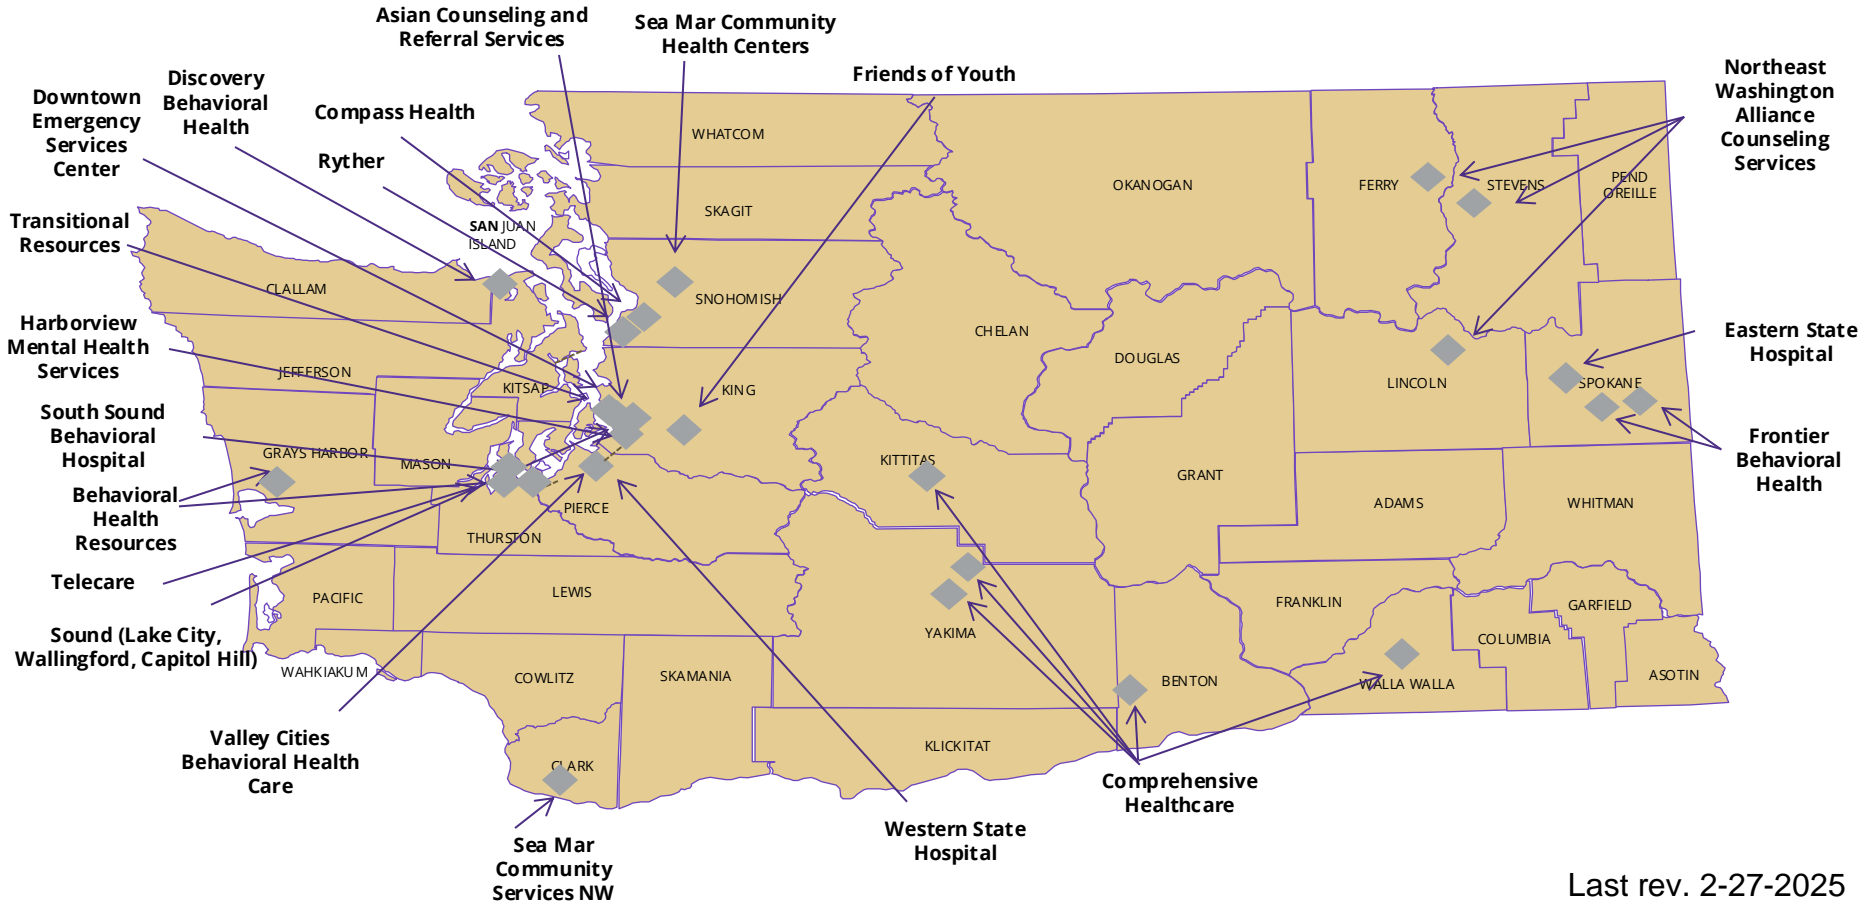 Asian Counseling and
Referral Services
Sea Mar Community
Health Centers
Friends of Youth
Northeast
Washington
Alliance
Counseling
Services
Discovery
Behavioral
Health
Downtown
Emergency
Services
Center
Compass Health
Ryther
Transitional
Resources
Harborview
Mental Health
Services
South Sound
Behavioral
Hospital
Behavioral
Health
Resources
Telecare
Sound (Lake City,
Wallingford, Capitol Hill)
Valley Cities
Behavioral Health
Care
Sea Mar
Community
Services NW
Western State
Hospital
Comprehensive
Healthcare
Eastern State
Hospital
Frontier
Behavioral
Health
WHATCOM
SKAGIT
SAN JUAN
ISLAND
CLALLAM
SNOHOMISH
JEFFERSON
KITSAP
KING
GRAYS HARBOR
MASON
PIERCE
THURSTON
PACIFIC
LEWIS
WAHKIAKUM
COWLITZ
SKAMANIA
CLARK
OKANOGAN
CHELAN
DOUGLAS
KITTITAS
GRANT
YAKIMA
KLICKITAT
BENTON
FERRY
STEVENS
PEND
OREILLE
LINCOLN
SPOKANE
ADAMS
WHITMAN
FRANKLIN
WALLA WALLA
COLUMBIA
GARFIELD
ASOTIN
Last rev. 2-27-2025